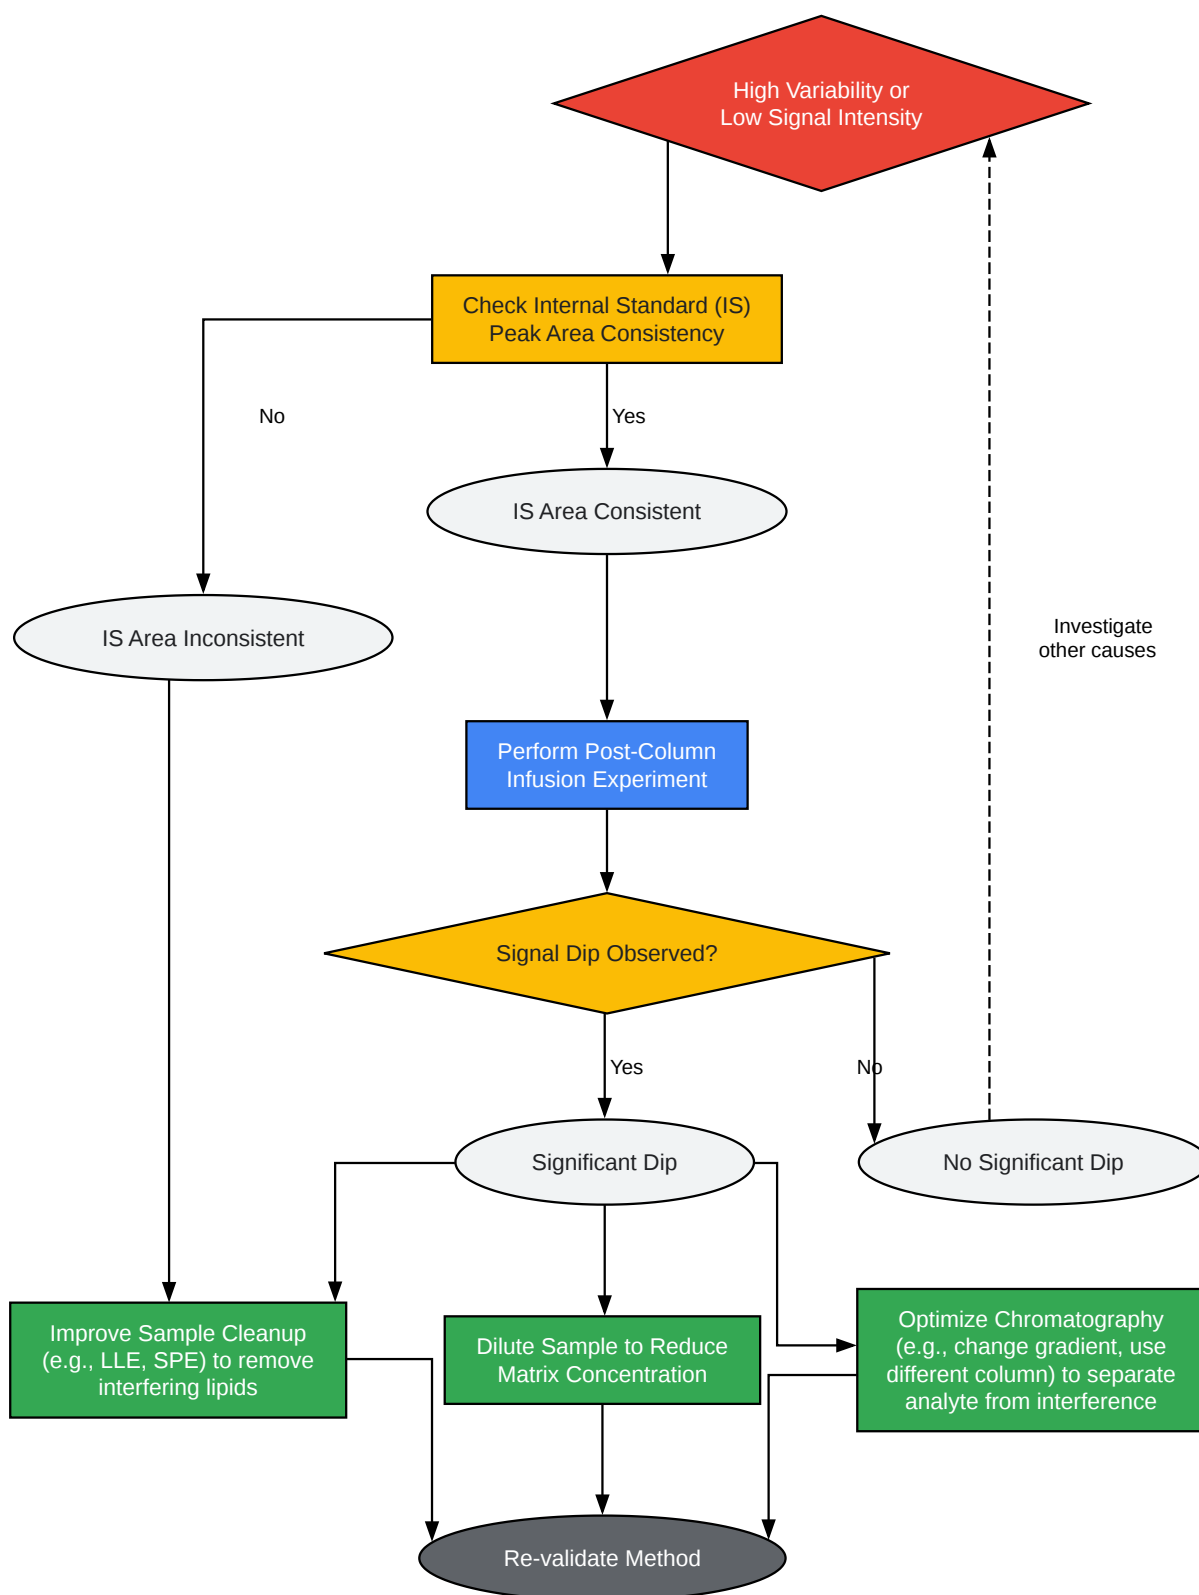 High Variability or
Low Signal Intensity
Check Internal Standard (IS)
Peak Area Consistency
No
Yes
IS Area Consistent
IS Area Inconsistent
Investigate
other causes
Perform Post-Column
Infusion Experiment
Signal Dip Observed?
Yes
No
Significant Dip
No Significant Dip
Improve Sample Cleanup
(e.g., LLE, SPE) to remove
interfering lipids
Dilute Sample to Reduce
Matrix Concentration
Optimize Chromatography
(e.g., change gradient, use
different column) to separate
analyte from interference
Re-validate Method